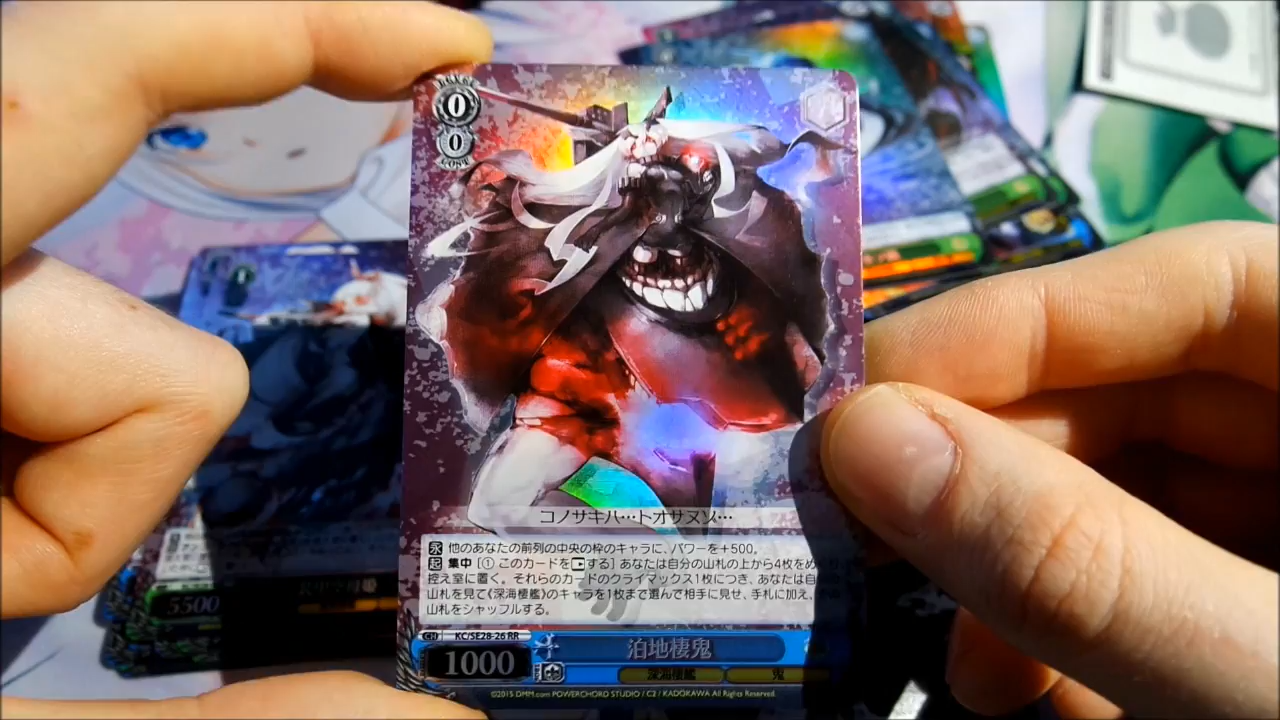 0
0
COST
コノサキハ…トオサヌゾ…
永 他のあなたの前列の中央の枠のキャラに、パワーを+500。
起 集中 [① このカードをする] あなたは自分の山札の上から4枚をめくり
控え室に置く。それらのカードのクライマックス1枚につき、あなたは自
山札を見て《深海棲艦》のキャラを1枚まで選んで相手に見せ、手札に加え、
山札をシャッフルする。
CH KC/SE28-26 RR
1000
泊地棲鬼
深海棲艦 鬼
©2015 DMM.com POWERCHORD STUDIO / C2 / KADOKAWA All Rights Reserved.
0
5500